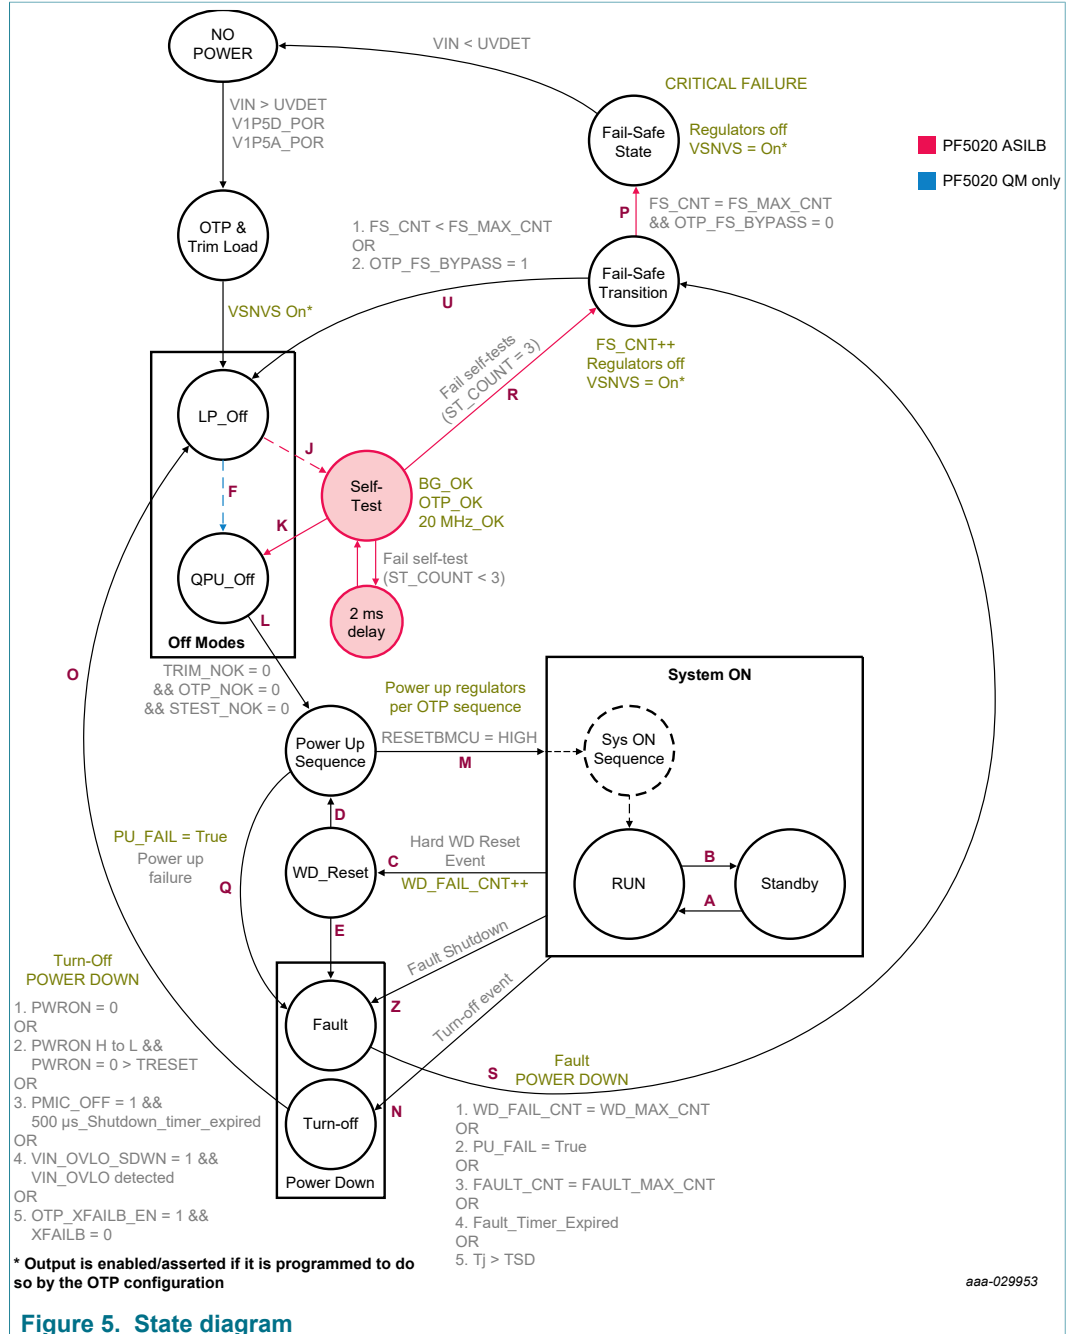 NO
POWER
VIN < UVDET
VIN > UVDET
V1P5D_POR
V1P5A_POR
CRITICAL FAILURE
Fail-Safe
State
Regulators off
VSNVS = On*
PF5020 ASILB
PF5020 QM only
P
FS_CNT = FS_MAX_CNT
&& OTP_FS_BYPASS = 0
OTP &
Trim Load
1. FS_CNT < FS_MAX_CNT
OR
2. OTP_FS_BYPASS = 1
Fail-Safe
Transition
U
VSNVS On*
FS_CNT++
Regulators off
VSNVS = On*
Fail self-tests
(ST_COUNT = 3)
R
LP_Off
J
F
Self-
Test
BG_OK
OTP_OK
20 MHz_OK
K
Fail self-test
(ST_COUNT < 3)
QPU_Off
2 ms
delay
L
Off Modes
O
TRIM_NOK = 0
&& OTP_NOK = 0
&& STEST_NOK = 0
Power up regulators
per OTP sequence
System ON
Power Up
Sequence
RESETBMCU = HIGH
M
Sys ON
Sequence
D
PU_FAIL = True
Power up
failure
Q
WD_Reset
C
Hard WD Reset
Event
WD_FAIL_CNT++
RUN
B
A
Standby
E
Fault Shutdown
Z
Turn-off event
Turn-Off
POWER DOWN
1. PWRON = 0
OR
2. PWRON H to L &&
PWRON = 0 > TRESET
OR
3. PMIC_OFF = 1 &&
500 µs_Shutdown_timer_expired
OR
4. VIN_OVLO_SDWN = 1 &&
VIN_OVLO detected
OR
5. OTP_XFAILB_EN = 1 &&
XFAILB = 0
Fault
Turn-off
N
Power Down
S
Fault
POWER DOWN
1. WD_FAIL_CNT = WD_MAX_CNT
OR
2. PU_FAIL = True
OR
3. FAULT_CNT = FAULT_MAX_CNT
OR
4. Fault_Timer_Expired
OR
5. Tj > TSD
* Output is enabled/asserted if it is programmed to do
so by the OTP configuration
aaa-029953
Figure 5. State diagram